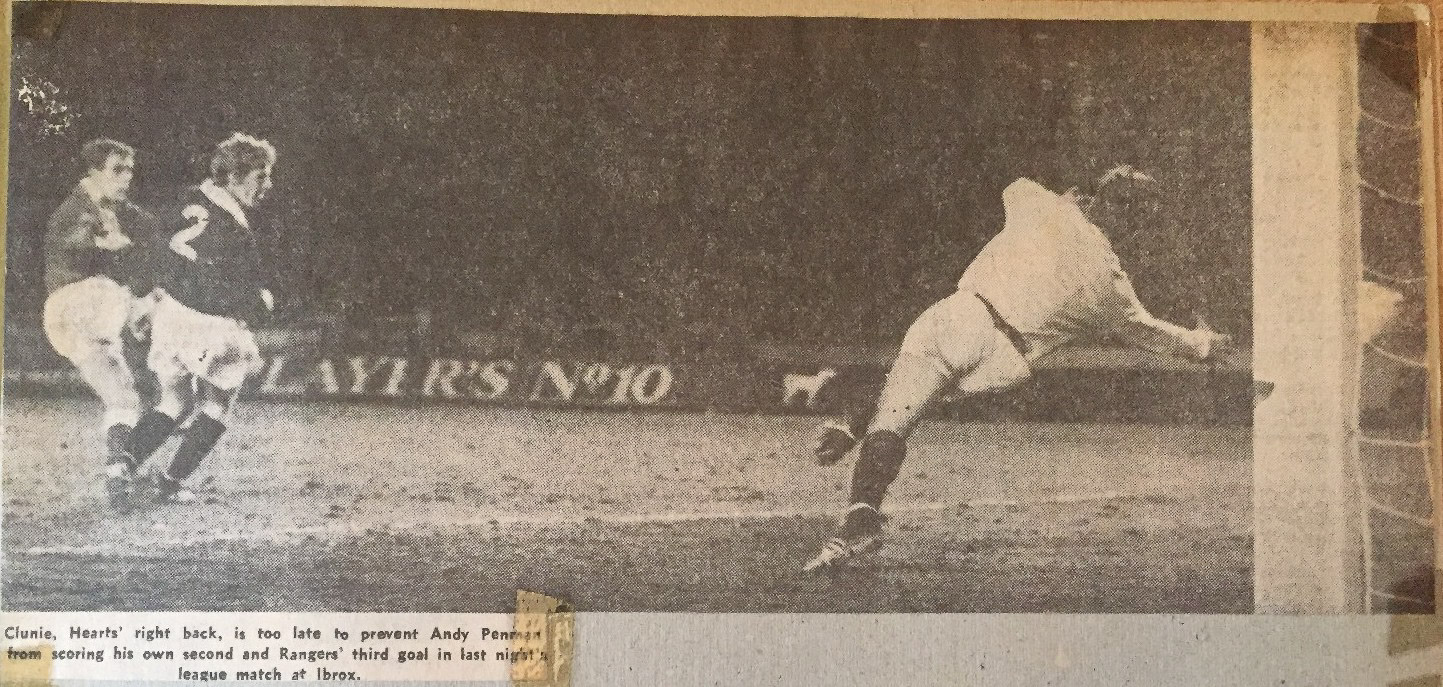 2
LAYER'S Nº10
Clunie, Hearts' right back, is too late to prevent Andy Penman
from scoring his own second and Rangers' third goal in last night's
league match at Ibrox.